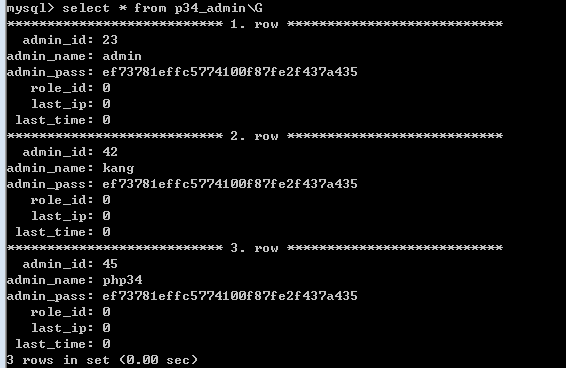 mysql> select * from p34_admin\G
*************************** 1. row ***************************
admin_id: 23
admin_name: admin
admin_pass: ef73781effc5774100f87fe2f437a435
role_id: 0
last_ip: 0
last_time: 0
*************************** 2. row ***************************
admin_id: 42
admin_name: kang
admin_pass: ef73781effc5774100f87fe2f437a435
role_id: 0
last_ip: 0
last_time: 0
*************************** 3. row ***************************
admin_id: 45
admin_name: php34
admin_pass: ef73781effc5774100f87fe2f437a435
role_id: 0
last_ip: 0
last_time: 0
3 rows in set (0.00 sec)